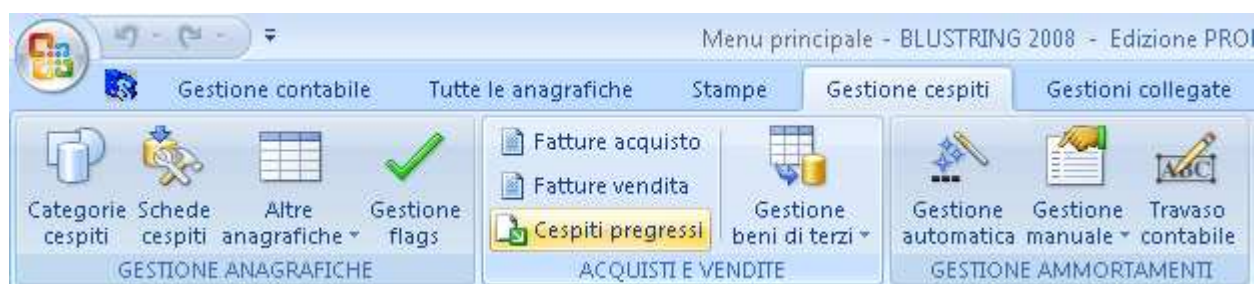 Menu principale - BLUSTRING 2008 - Edizione PRO
Gestione contabile Tutte le anagrafiche Stampe Gestione cespiti Gestioni collegate
Categorie cespiti
Schede cespiti
Altre anagrafiche
Gestione flags
GESTIONE ANAGRAFICHE
Fatture acquisto
Fatture vendita
Cespiti pregressi
Gestione beni di terzi
ACQUISTI E VENDITE
Gestione automatica
Gestione manuale
ABC
Travaso contabile
GESTIONE AMMORTAMENTI